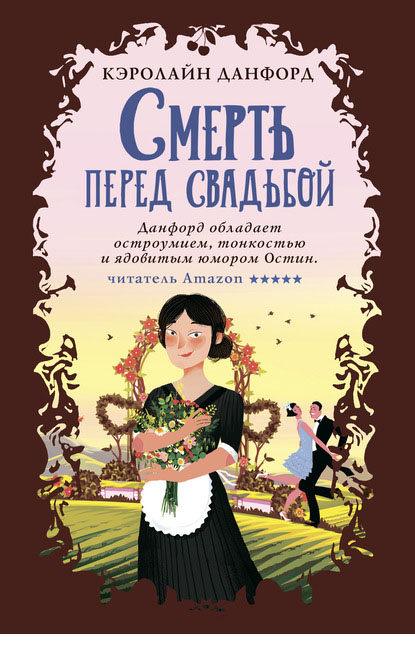 КЭРОЛАЙН ДАНФОРД
СМЕРТЬ
ПЕРЕД СВАДЬБОЙ
Данфорд обладает
остроумием, тонкостью
и ядовитым юмором Остин.
читатель Amazon ★★★★★